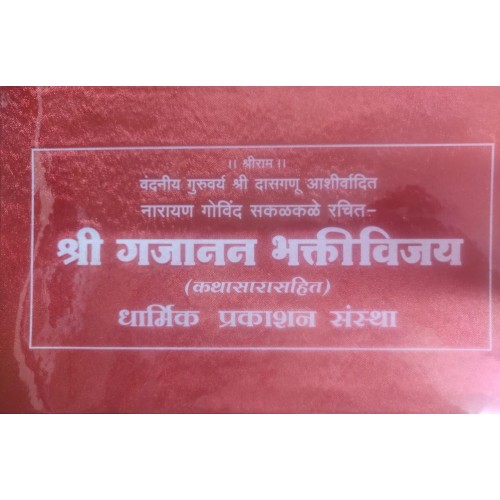 ।। श्रीराम ।।
वंदनीय गुरुवर्य श्री दासगणू आशीर्वादित
नारायण गोविंद सकळकळे रचित-
श्री गजानन भक्तीविजय
(कथासारासहित)
धार्मिक प्रकाशन संस्था